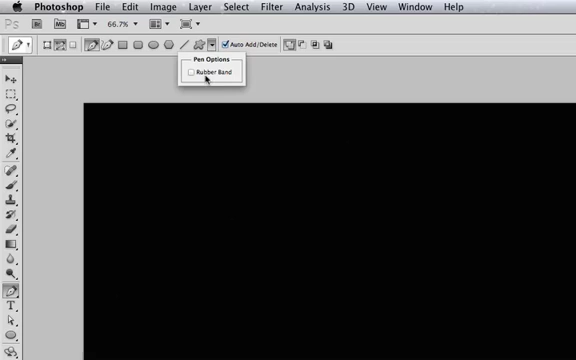 Photoshop File Edit Image Layer Select Filter Analysis 3D View Window Help
Ps Br Mb 66.7%
Auto Add/Delete
Pen Options
Rubber Band
T